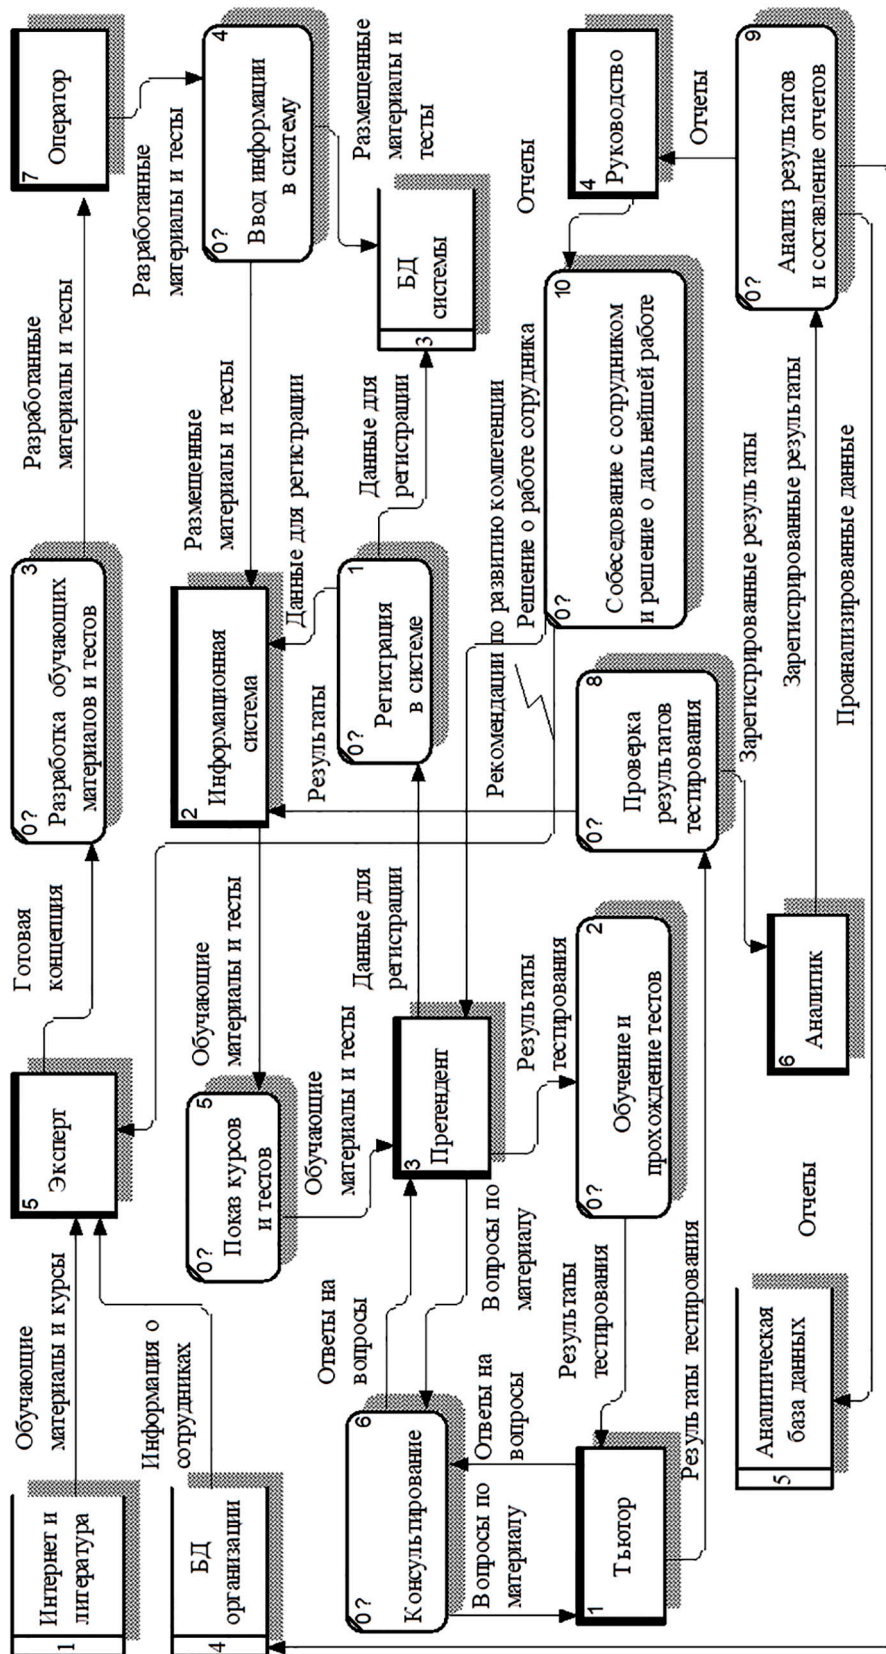 1
Интернет и
литература
Обучающие
материалы и курсы
5
Эксперт
Готовая
концепция
0?
3
Разработка обучающих
материалов и тестов
Разработанные
материалы и тесты
7
Оператор
4
БД
организации
Информация о
сотрудниках
0?
5
Показ курсов
и тестов
Обучающие
материалы и тесты
2
Информационная
система
Размещенные
материалы и тесты
Разработанные
материалы и тесты
0?
4
Ввод информации
в систему
Обучающие
материалы и тесты
Результаты
Данные для регистрации
Размещенные
материалы и
тесты
0?
6
Консультирование
Ответы на
вопросы
3
Претендент
Данные для
регистрации
0?
1
Регистрация
в системе
Данные для
регистрации
3
БД
системы
Вопросы по
материалу
Ответы на
вопросы
Вопросы по
материалу
Результаты
тестирования
Рекомендации по развитию компетенции
Решение о работе сотрудника
Отчеты
1
Тьютор
Результаты
тестирования
0?
2
Обучение и
прохождение тестов
0?
8
Проверка
результатов
тестирования
0?
10
Собеседование с сотрудником
и решение о дальнейшей работе
4
Руководство
Результаты тестирования
Зарегистрированные результаты
Отчеты
5
Аналитическая
база данных
Отчеты
6
Аналитик
Зарегистрированные результаты
0?
9
Анализ результатов
и составление отчетов
Проанализированные данные